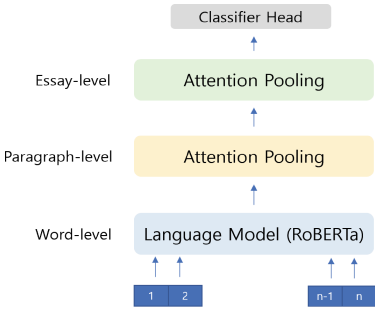 Classifier Head
Essay-level Attention Pooling
Paragraph-level Attention Pooling
Word-level Language Model (RoBERTa)
1 2 n-1 n